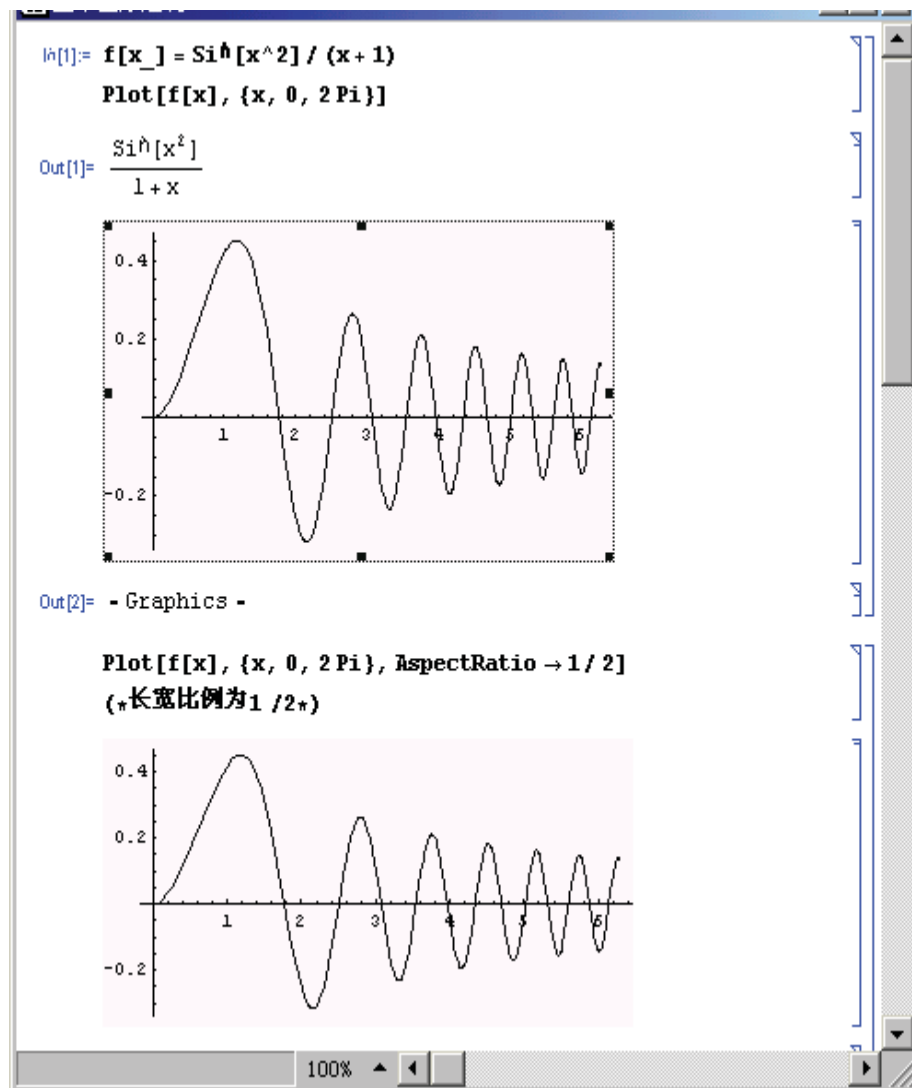 In[1]:= f[x_] = Sin[x^2] / (x + 1)
Plot[f[x], {x, 0, 2 Pi}]
Out[1]= Sin[x²]
1 + x
0.4
0.2
1 2 3 4 5 6
-0.2
Out[2]= - Graphics -
Plot[f[x], {x, 0, 2 Pi}, AspectRatio → 1 / 2]
(*长宽比例为1 /2*)
0.4
0.2
1 2 3 4 5 6
-0.2
100%